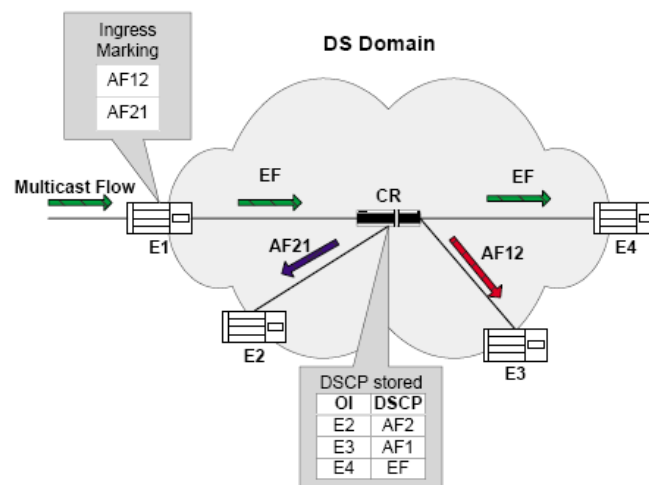 Ingress
Marking
AF12
AF21
DS Domain
Multicast Flow
EF
CR
EF
E1
AF21
AF12
E4
E2
E3
DSCP stored
OI DSCP
E2 AF2
E3 AF1
E4 EF